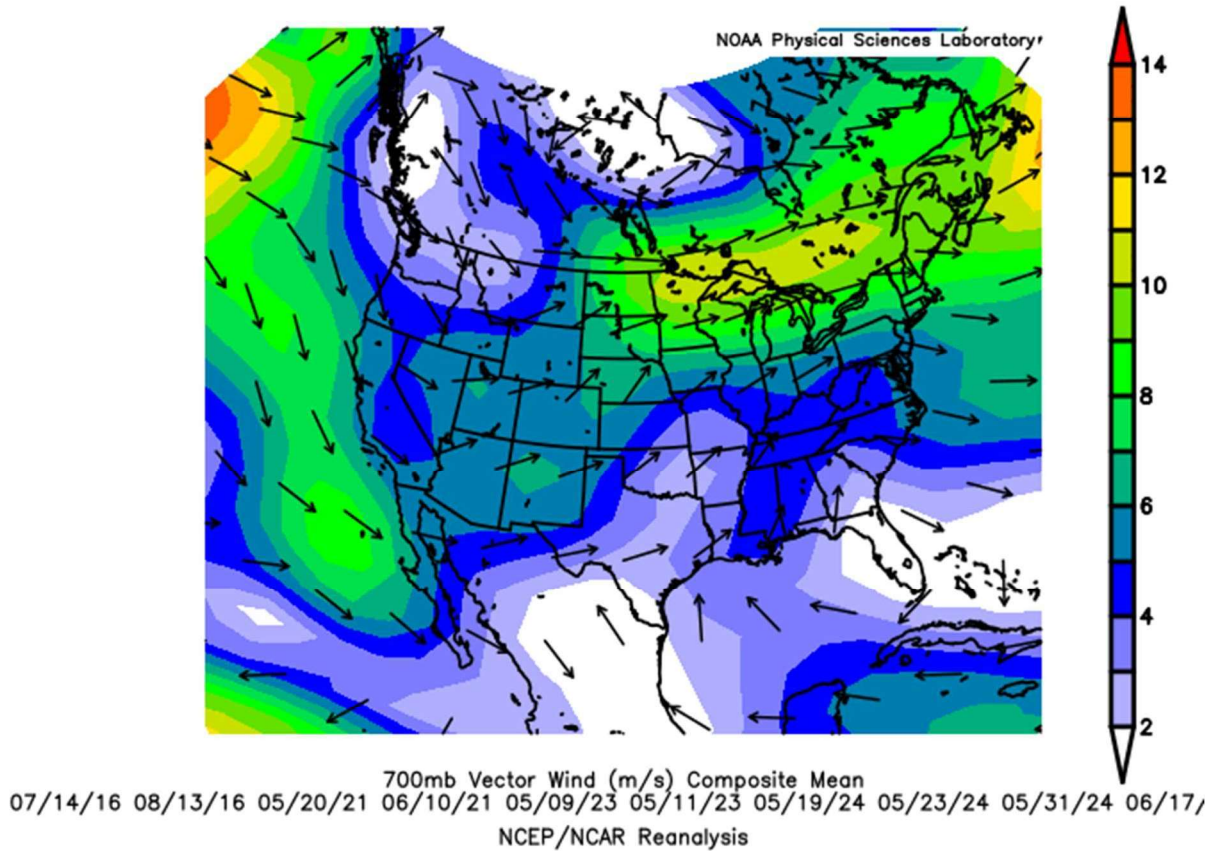 NOAA Physical Sciences Laboratory
14
12
10
8
6
4
2
700mb Vector Wind (m/s) Composite Mean
07/14/16 08/13/16 05/20/21 06/10/21 05/09/23 05/11/23 05/19/24 05/23/24 05/31/24 06/17/
NCEP/NCAR Reanalysis